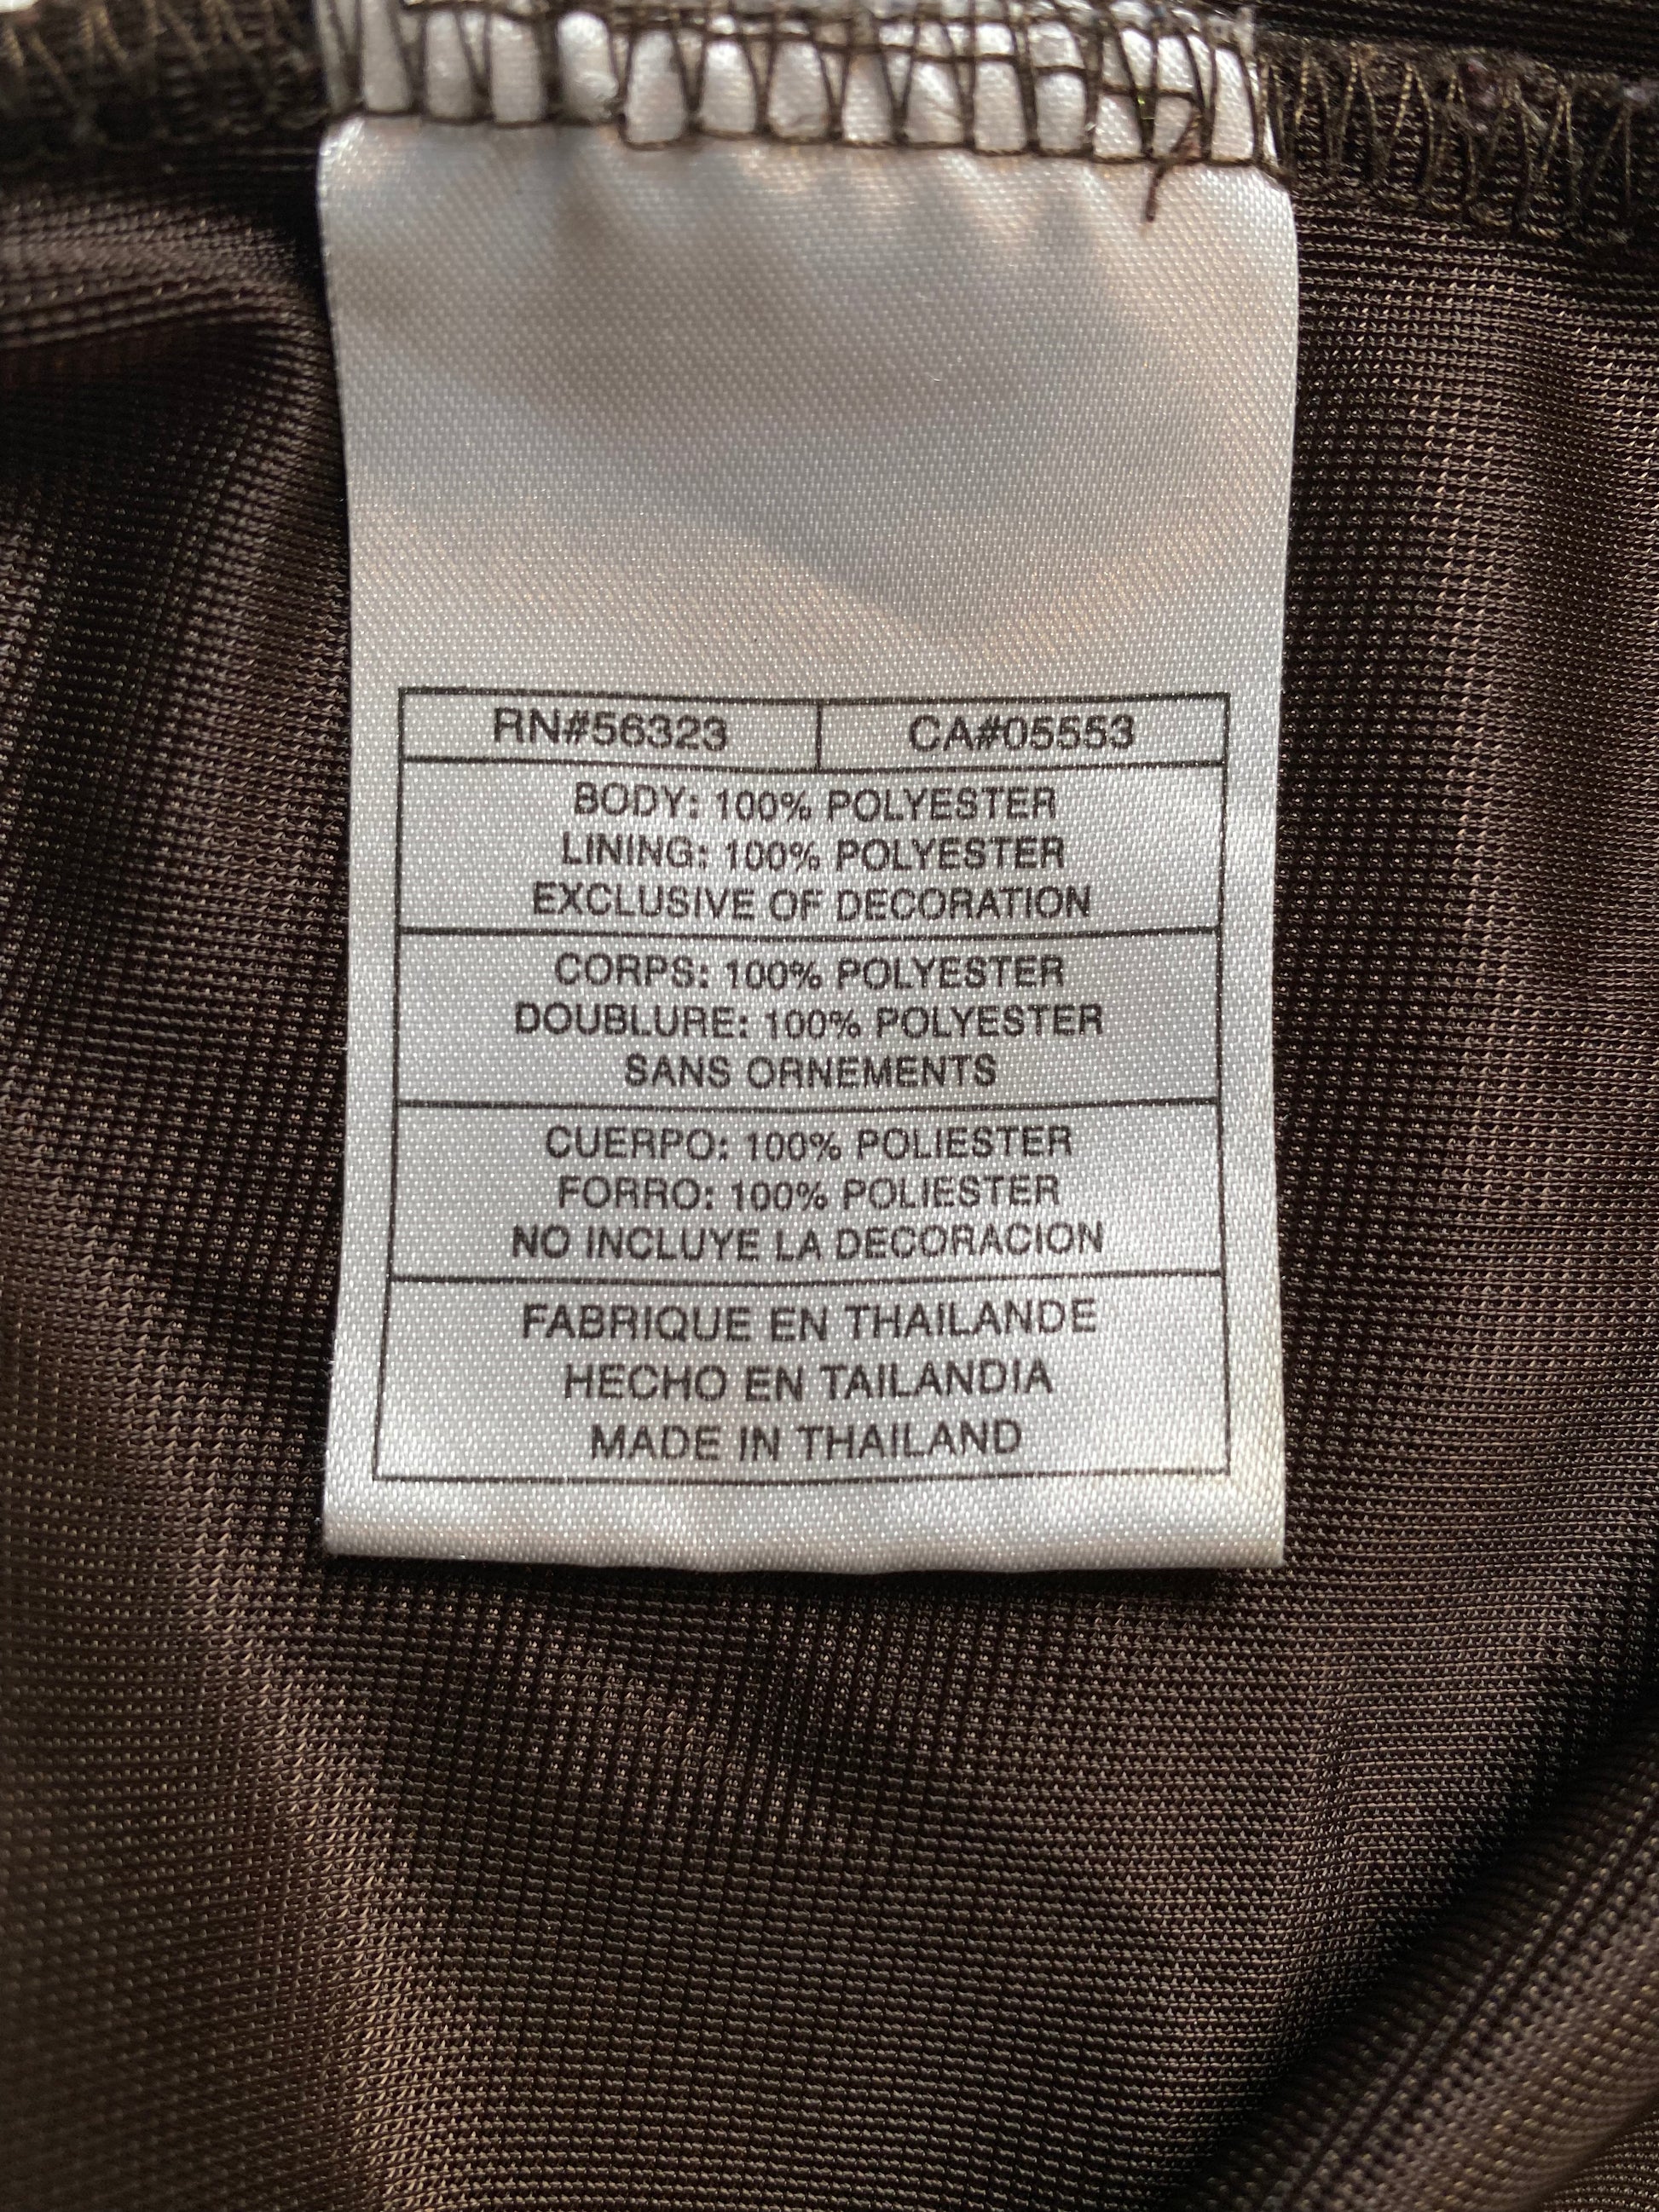 RN#56323 CA#05553
BODY: 100% POLYESTER
LINING: 100% POLYESTER
EXCLUSIVE OF DECORATION
CORPS: 100% POLYESTER
DOUBLURE: 100% POLYESTER
SANS ORNEMENTS
CUERPO: 100% POLIESTER
FORRO: 100% POLIESTER
NO INCLUYE LA DECORACION
FABRIQUE EN THAILANDE
HECHO EN TAILANDIA
MADE IN THAILAND